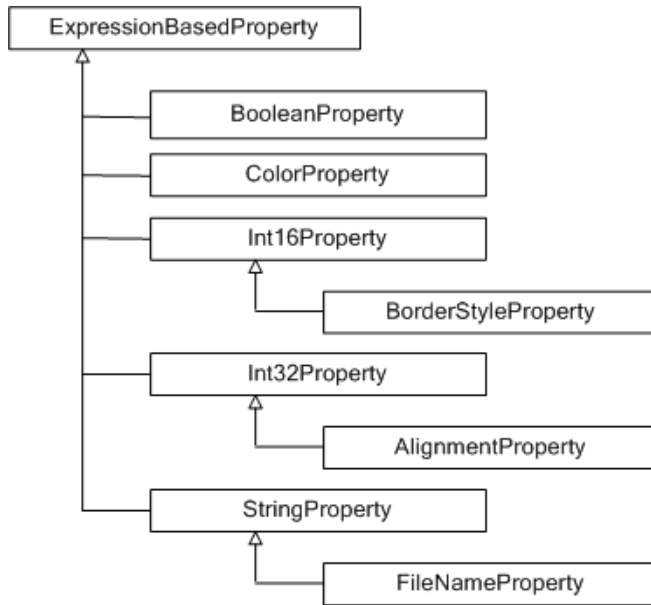 ExpressionBasedProperty
BooleanProperty
ColorProperty
Int16Property
BorderStyleProperty
Int32Property
AlignmentProperty
StringProperty
FileNameProperty